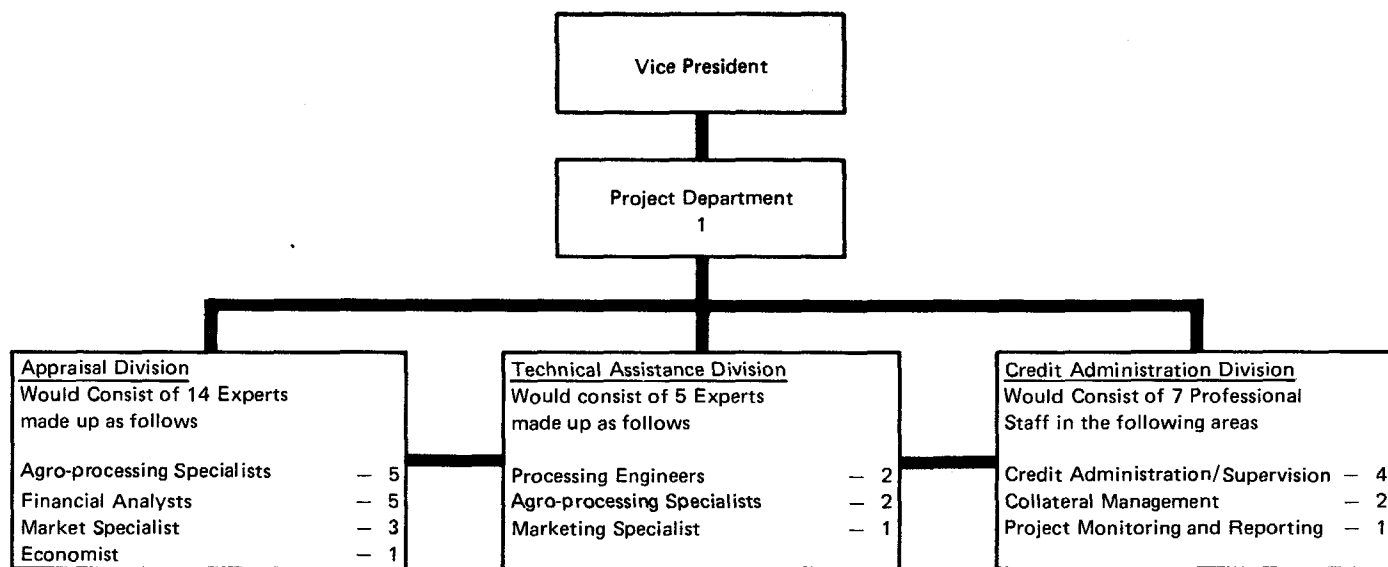 Vice President
Project Department
1
Appraisal Division
Would Consist of 14 Experts
made up as follows
Agro-processing Specialists – 5
Financial Analysts – 5
Market Specialist – 3
Economist – 1
Technical Assistance Division
Would consist of 5 Experts
made up as follows
Processing Engineers – 2
Agro-processing Specialists – 2
Marketing Specialist – 1
Credit Administration Division
Would Consist of 7 Professional
Staff in the following areas
Credit Administration/Supervision – 4
Collateral Management – 2
Project Monitoring and Reporting – 1